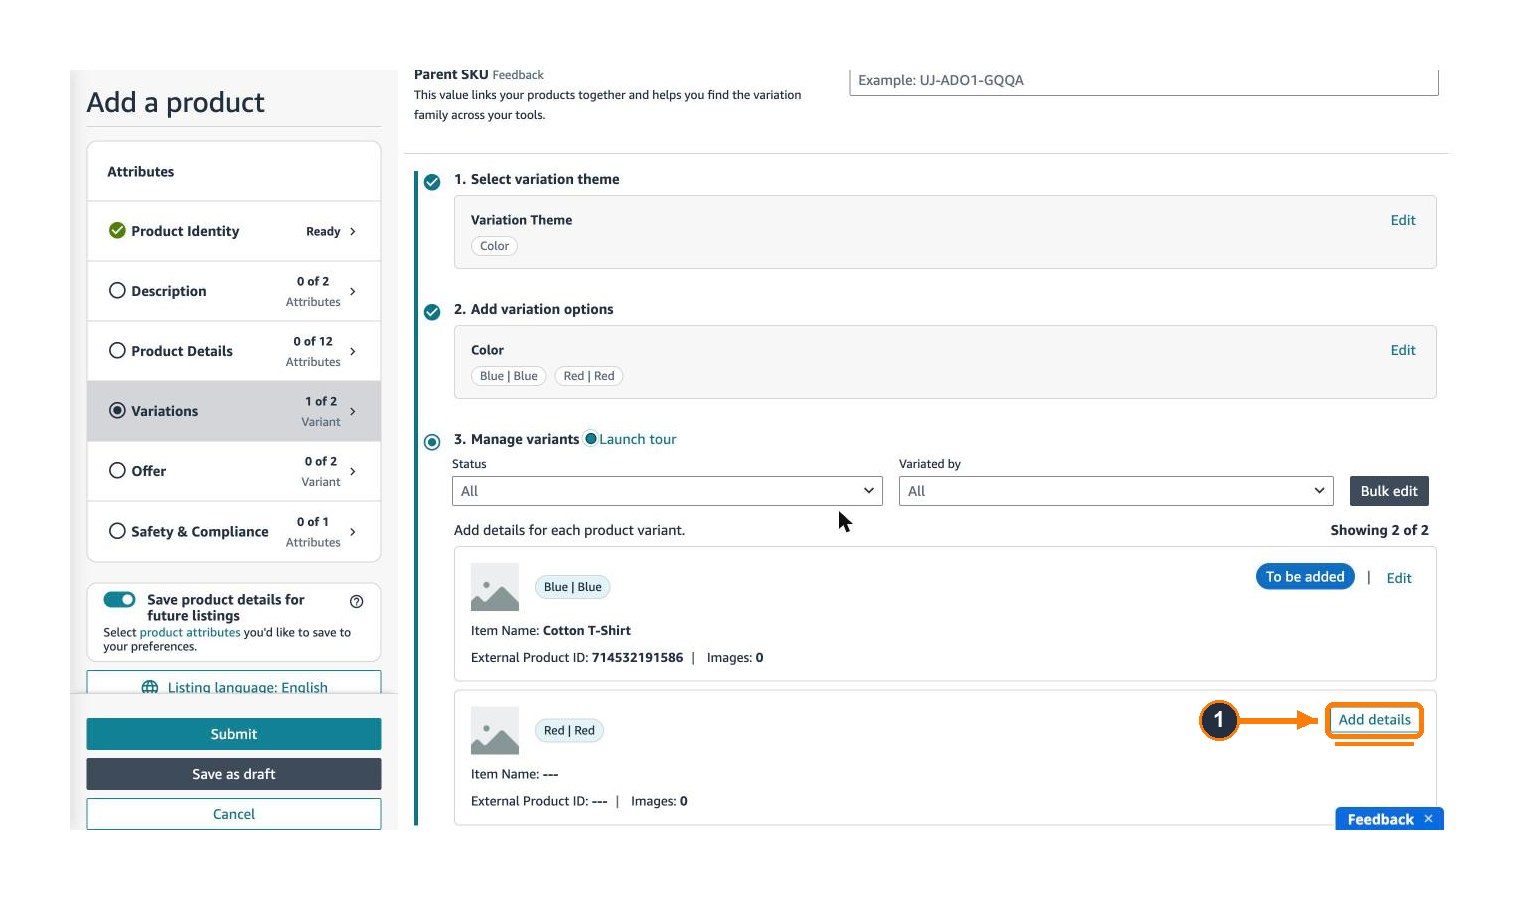 Add a product
Attributes
Product Identity
Ready
Description
0 of 2
Attributes
Product Details
0 of 12
Attributes
Variations
1 of 2
Variant
Offer
0 of 2
Variant
Safety & Compliance
0 of 1
Attributes
Save product details for
future listings
Select product attributes you'd like to save to
your preferences.
Listing language: English
Submit
Save as draft
Cancel
Parent SKU Feedback
This value links your products together and helps you find the variation
family across your tools.
Example: UJ-ADO1-GQQA
1. Select variation theme
Variation Theme
Edit
Color
2. Add variation options
Color
Edit
Blue | Blue Red | Red
3. Manage variants Launch tour
Status
All
Variated by
All
Bulk edit
Add details for each product variant.
Showing 2 of 2
Blue | Blue
To be added | Edit
Item Name: Cotton T-Shirt
External Product ID: 714532191586 | Images: 0
Red | Red
1
Add details
Item Name: ---
External Product ID: --- | Images: 0
Feedback ×